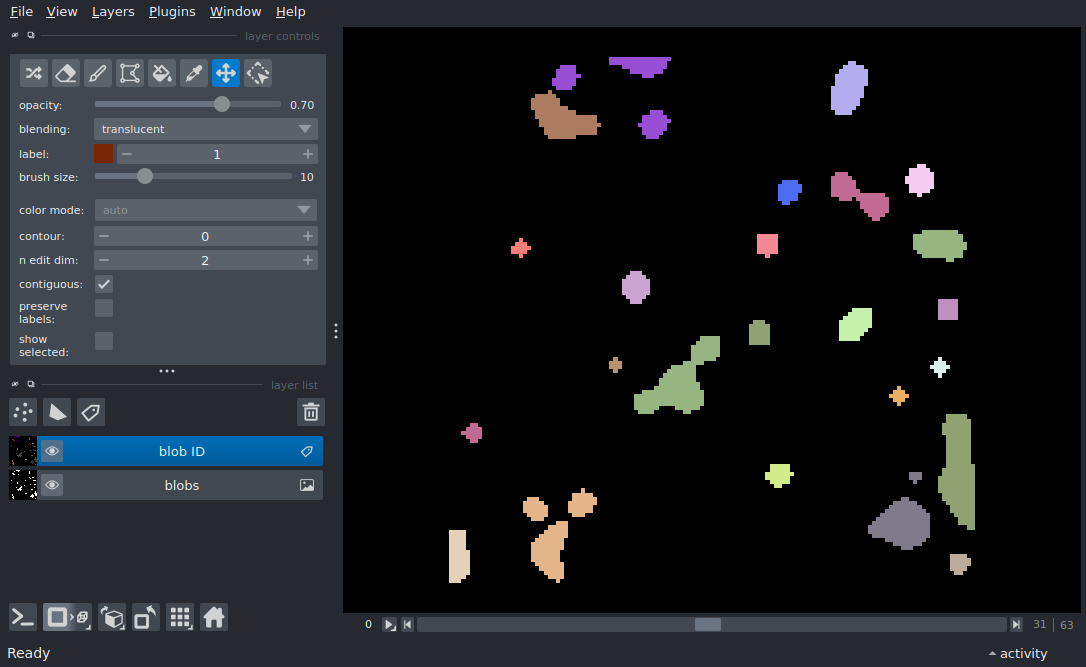 File View Layers Plugins Window Help
layer controls
opacity: 0.70
blending: translucent
label: 1
brush size: 10
color mode: auto
contour: 0
n edit dim: 2
contiguous:
preserve
labels:
show
selected:
layer list
blob ID
blobs
0 31 63
Ready activity